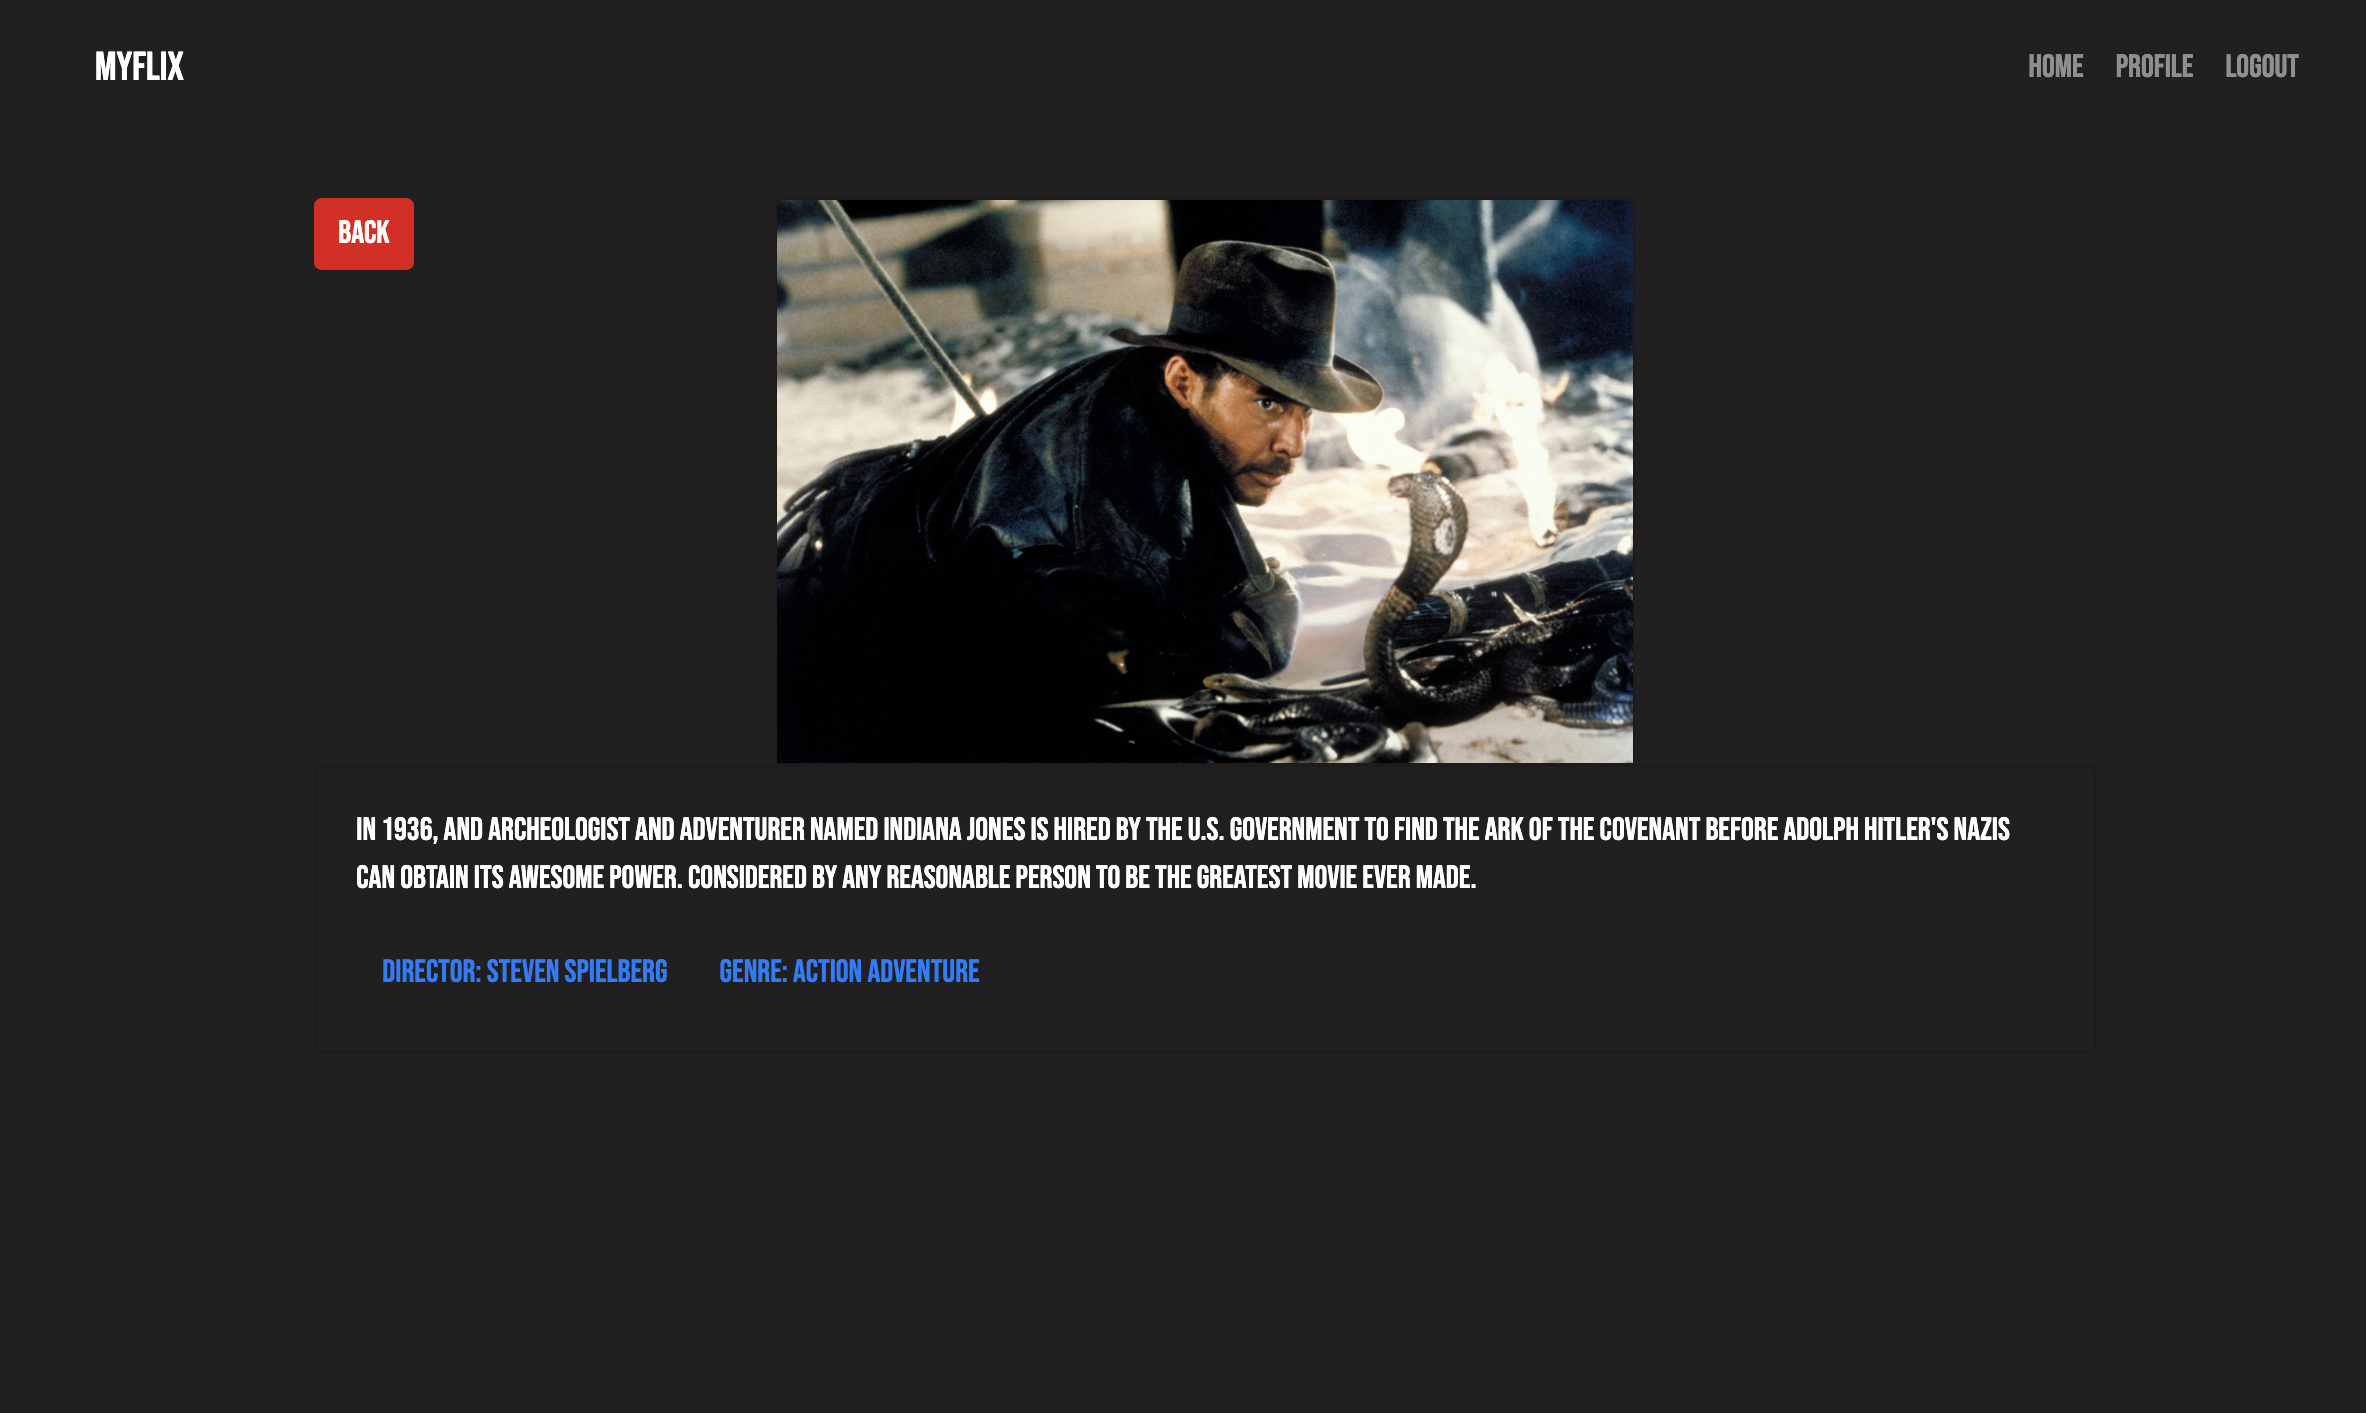 MYFLIX
HOME PROFILE LOGOUT
BACK
IN 1936, AND ARCHEOLOGIST AND ADVENTURER NAMED INDIANA JONES IS HIRED BY THE U.S. GOVERNMENT TO FIND THE ARK OF THE COVENANT BEFORE ADOLPH HITLER'S NAZIS
CAN OBTAIN ITS AWESOME POWER. CONSIDERED BY ANY REASONABLE PERSON TO BE THE GREATEST MOVIE EVER MADE.
DIRECTOR: STEVEN SPIELBERG GENRE: ACTION ADVENTURE